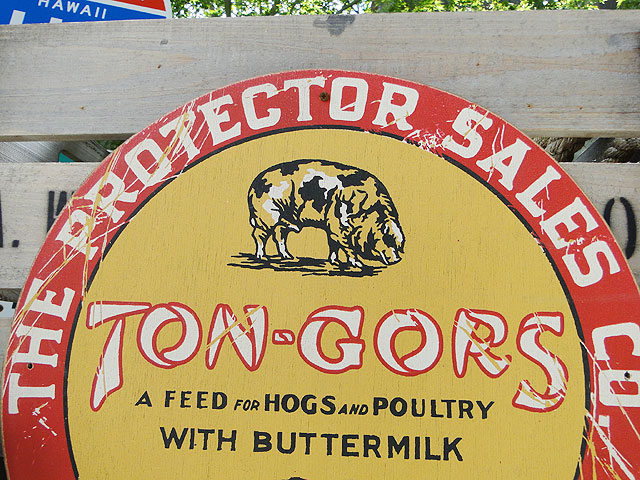 HAWAII
THE PROTECTOR SALES CO.
TON-GORS
A FEED FOR HOGS AND POULTRY
WITH BUTTERMILK